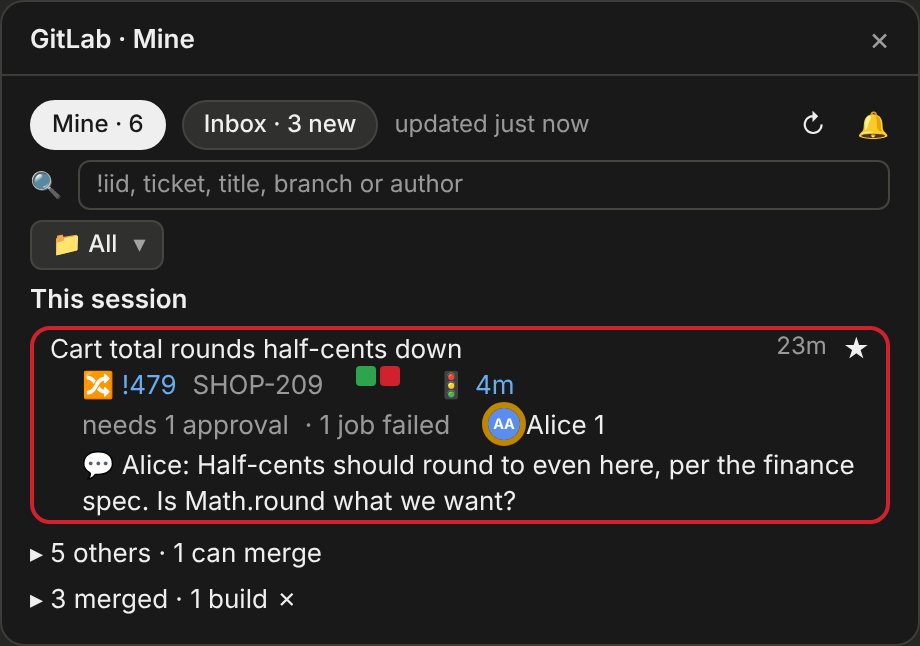 GitLab · Mine ×
Mine · 6 Inbox · 3 new updated just now
!iid, ticket, title, branch or author
All ▾
This session
Cart total rounds half-cents down 23m ★
!479 SHOP-209 4m
needs 1 approval · 1 job failed AA Alice 1
Alice: Half-cents should round to even here, per the finance
spec. Is Math.round what we want?
▸ 5 others · 1 can merge
▸ 3 merged · 1 build ×